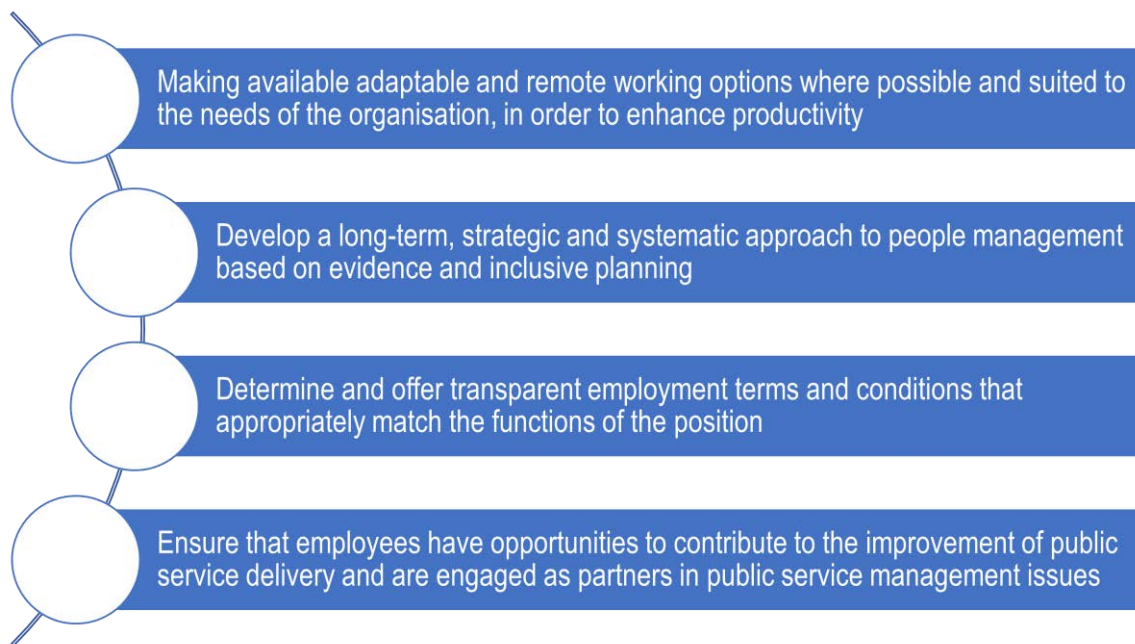 Making available adaptable and remote working options where possible and suited to
the needs of the organisation, in order to enhance productivity
Develop a long-term, strategic and systematic approach to people management
based on evidence and inclusive planning
Determine and offer transparent employment terms and conditions that
appropriately match the functions of the position
Ensure that employees have opportunities to contribute to the improvement of public
service delivery and are engaged as partners in public service management issues